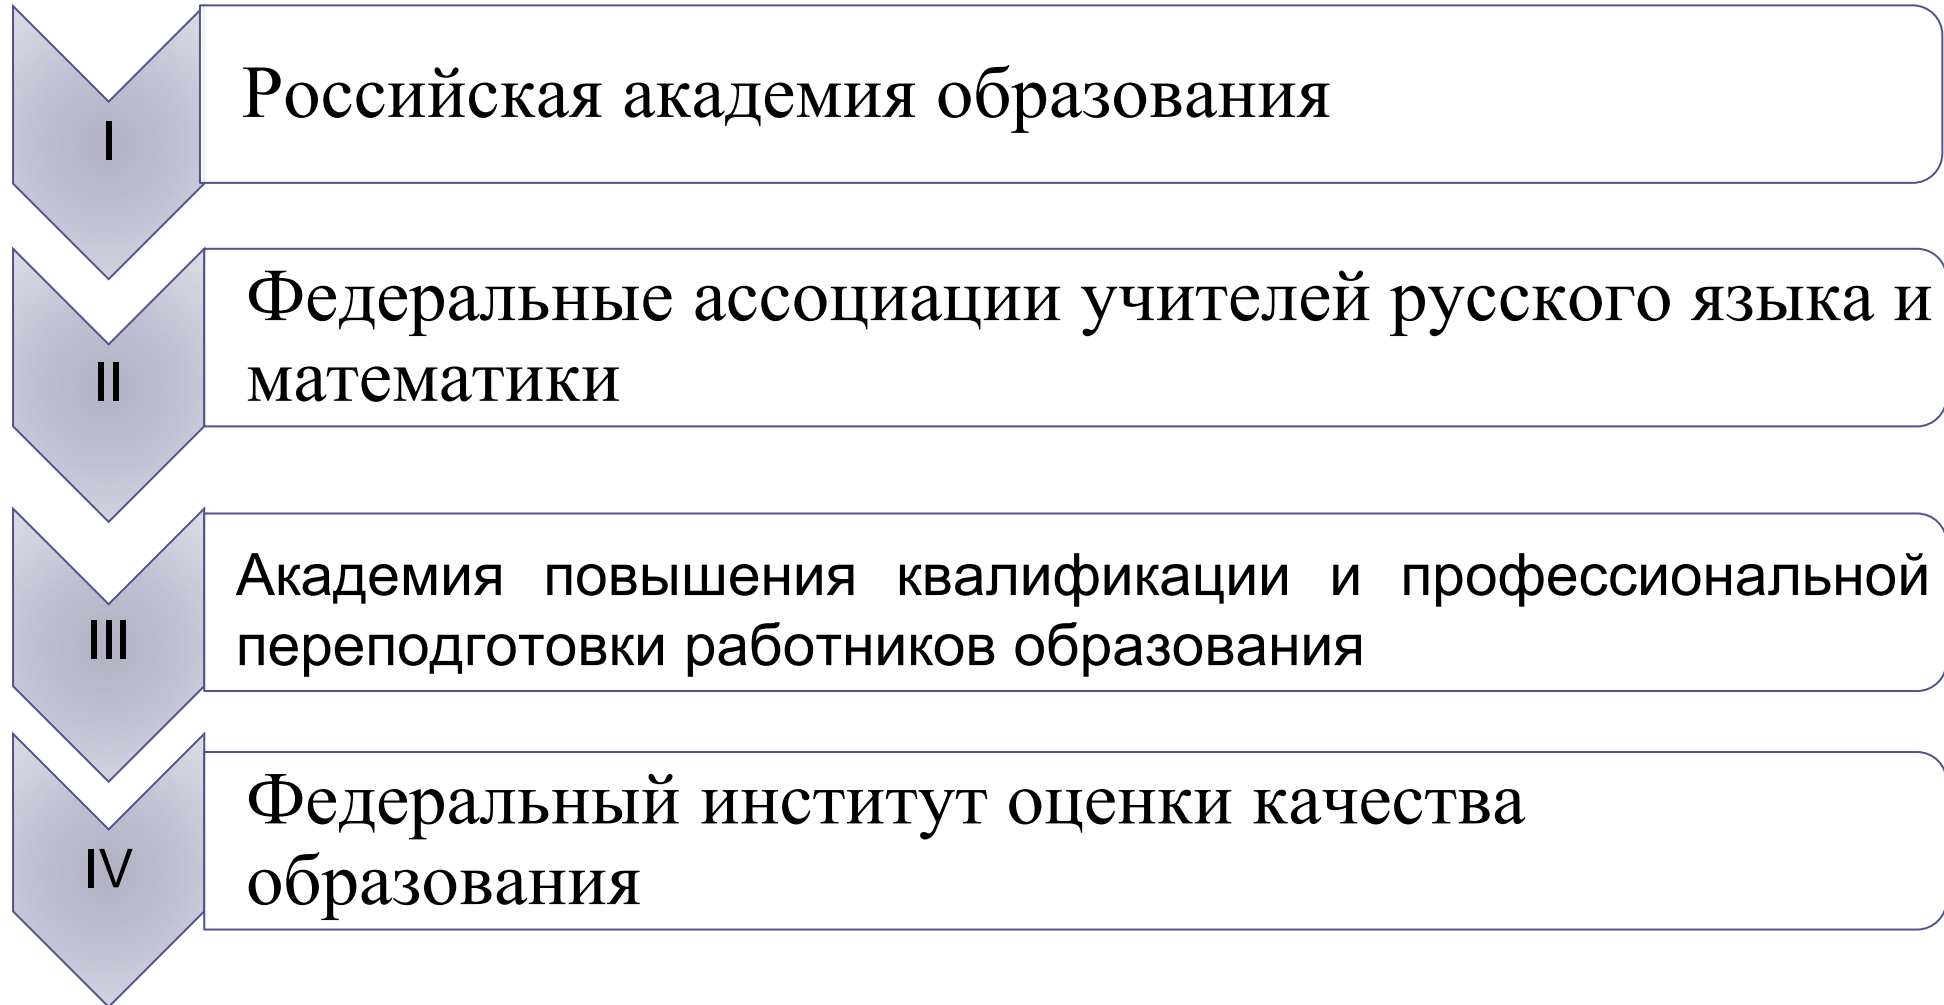 I
Российская академия образования
II
Федеральные ассоциации учителей русского языка и
математики
III
Академия повышения квалификации и профессиональной
переподготовки работников образования
IV
Федеральный институт оценки качества
образования